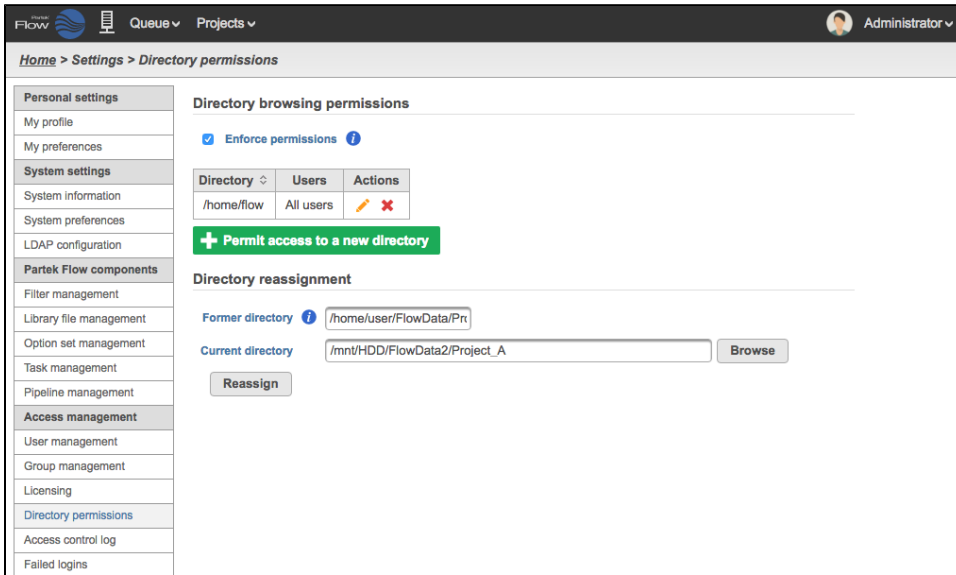 Partek
Flow
Queue Projects Administrator
Home > Settings > Directory permissions
Personal settings
My profile
My preferences
System settings
System information
System preferences
LDAP configuration
Partek Flow components
Filter management
Library file management
Option set management
Task management
Pipeline management
Access management
User management
Group management
Licensing
Directory permissions
Access control log
Failed logins
Directory browsing permissions
Enforce permissions i
Directory Users Actions
/home/flow All users
Permit access to a new directory
Directory reassignment
Former directory i /home/user/FlowData/Pro
Current directory /mnt/HDD/FlowData2/Project_A Browse
Reassign